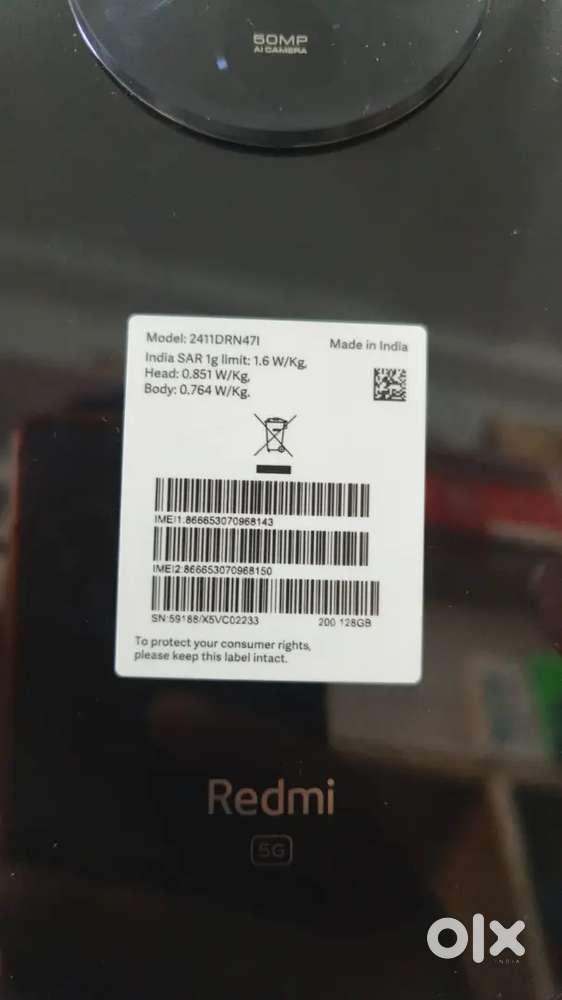 50MP
AI CAMERA
Model: 2411DRN47I
Made in India
India SAR 1g limit: 1.6 W/Kg,
Head: 0.851 W/Kg,
Body: 0.764 W/Kg.
IMEI1:866653070968143
IMEI2:866653070968150
SN:59188/X5VC02233 200 128GB
To protect your consumer rights,
please keep this label intact.
Redmi
5G
olx
INDIA